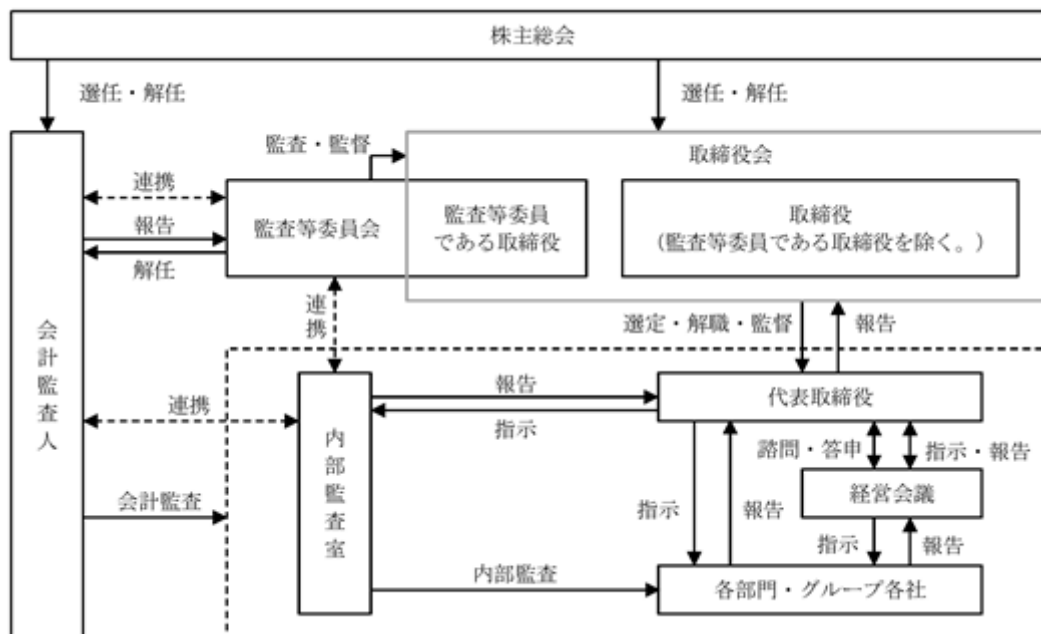 株主総会
選任・解任
選任・解任
監査・監督
取締役会
連携
報告
解任
監査等委員会
監査等委員
である取締役
取締役
（監査等委員である取締役を除く。）
連携
選定・解職・監督
報告
会計監査人
連携
内部監査室
報告
指示
代表取締役
諮問・答申
指示・報告
経営会議
会計監査
指示
報告
指示
報告
内部監査
各部門・グループ各社